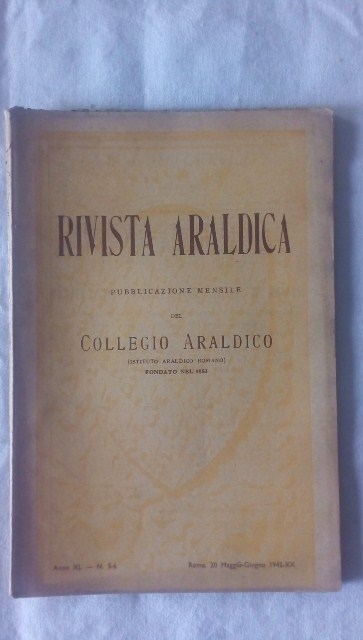 RIVISTA ARALDICA
PUBBLICAZIONE MENSILE
DEL
COLLEGIO ARALDICO
(ISTITUTO ARALDICO ROMANO)
FONDATO NEL 1853
Anno XL — N. 5-6
Roma, 20 Maggio-Giugno 1942-XX